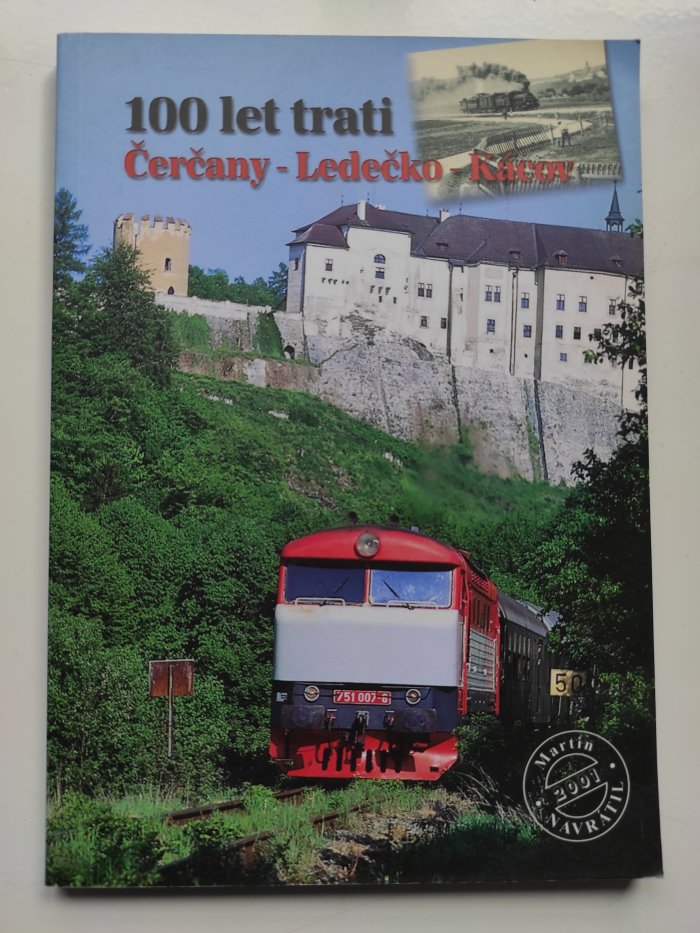 100 let trati
Čerčany - Ledečko - Kácov
751 007-6
50
Martin
2001
NAVRÁTIL